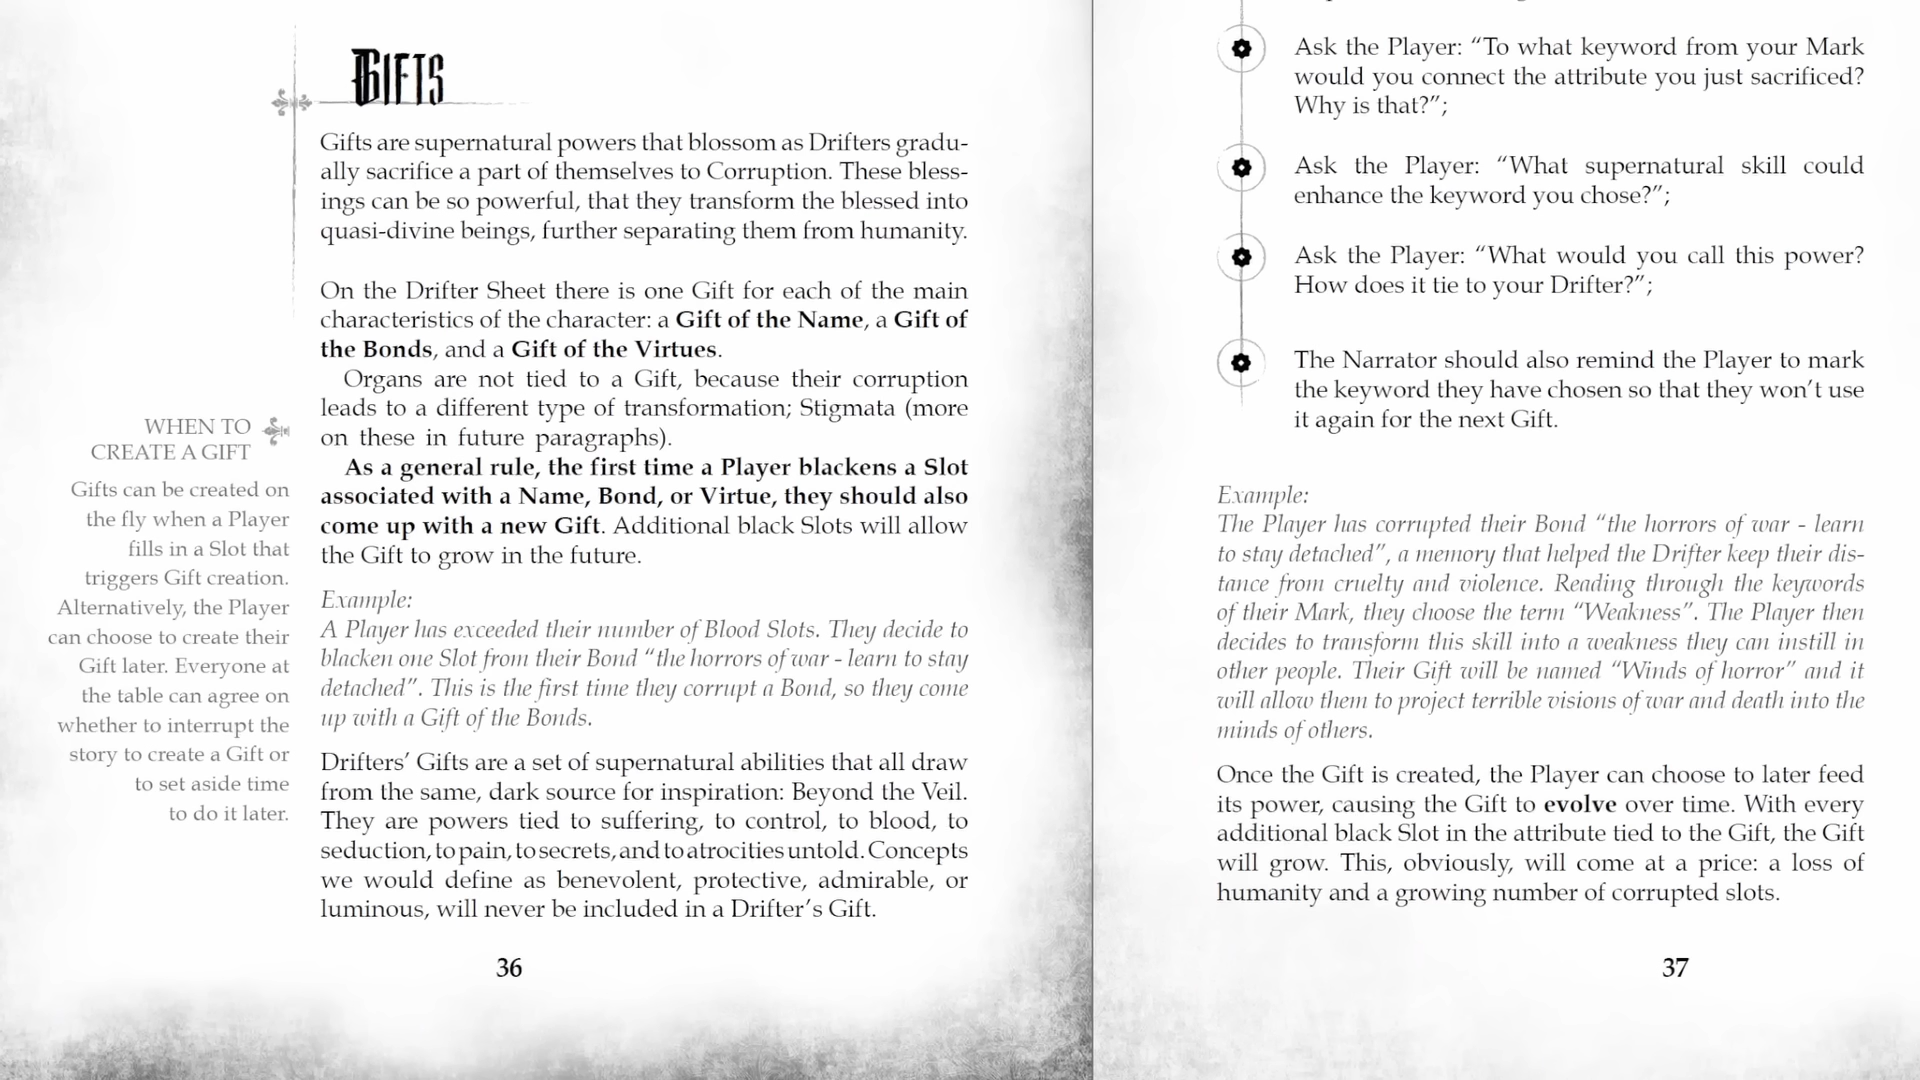 GIFTS
Gifts are supernatural powers that blossom as Drifters gradu-
ally sacrifice a part of themselves to Corruption. These bless-
ings can be so powerful, that they transform the blessed into
quasi-divine beings, further separating them from humanity.
On the Drifter Sheet there is one Gift for each of the main
characteristics of the character: a Gift of the Name, a Gift of
the Bonds, and a Gift of the Virtues.
Organs are not tied to a Gift, because their corruption
leads to a different type of transformation; Stigmata (more
on these in future paragraphs).
As a general rule, the first time a Player blackens a Slot
associated with a Name, Bond, or Virtue, they should also
come up with a new Gift. Additional black Slots will allow
the Gift to grow in the future.
Example:
A Player has exceeded their number of Blood Slots. They decide to
blacken one Slot from their Bond “the horrors of war - learn to stay
detached”. This is the first time they corrupt a Bond, so they come
up with a Gift of the Bonds.
Drifters’ Gifts are a set of supernatural abilities that all draw
from the same, dark source for inspiration: Beyond the Veil.
They are powers tied to suffering, to control, to blood, to
seduction, to pain, to secrets, and to atrocities untold. Concepts
we would define as benevolent, protective, admirable, or
luminous, will never be included in a Drifter’s Gift.
WHEN TO
CREATE A GIFT
Gifts can be created on
the fly when a Player
fills in a Slot that
triggers Gift creation.
Alternatively, the Player
can choose to create their
Gift later. Everyone at
the table can agree on
whether to interrupt the
story to create a Gift or
to set aside time
to do it later.
36
Ask the Player: “To what keyword from your Mark
would you connect the attribute you just sacrificed?
Why is that?”;
Ask the Player: “What supernatural skill could
enhance the keyword you chose?”;
Ask the Player: “What would you call this power?
How does it tie to your Drifter?”;
The Narrator should also remind the Player to mark
the keyword they have chosen so that they won’t use
it again for the next Gift.
Example:
The Player has corrupted their Bond “the horrors of war - learn
to stay detached”, a memory that helped the Drifter keep their dis-
tance from cruelty and violence. Reading through the keywords
of their Mark, they choose the term “Weakness”. The Player then
decides to transform this skill into a weakness they can instill in
other people. Their Gift will be named “Winds of horror” and it
will allow them to project terrible visions of war and death into the
minds of others.
Once the Gift is created, the Player can choose to later feed
its power, causing the Gift to evolve over time. With every
additional black Slot in the attribute tied to the Gift, the Gift
will grow. This, obviously, will come at a price: a loss of
humanity and a growing number of corrupted slots.
37